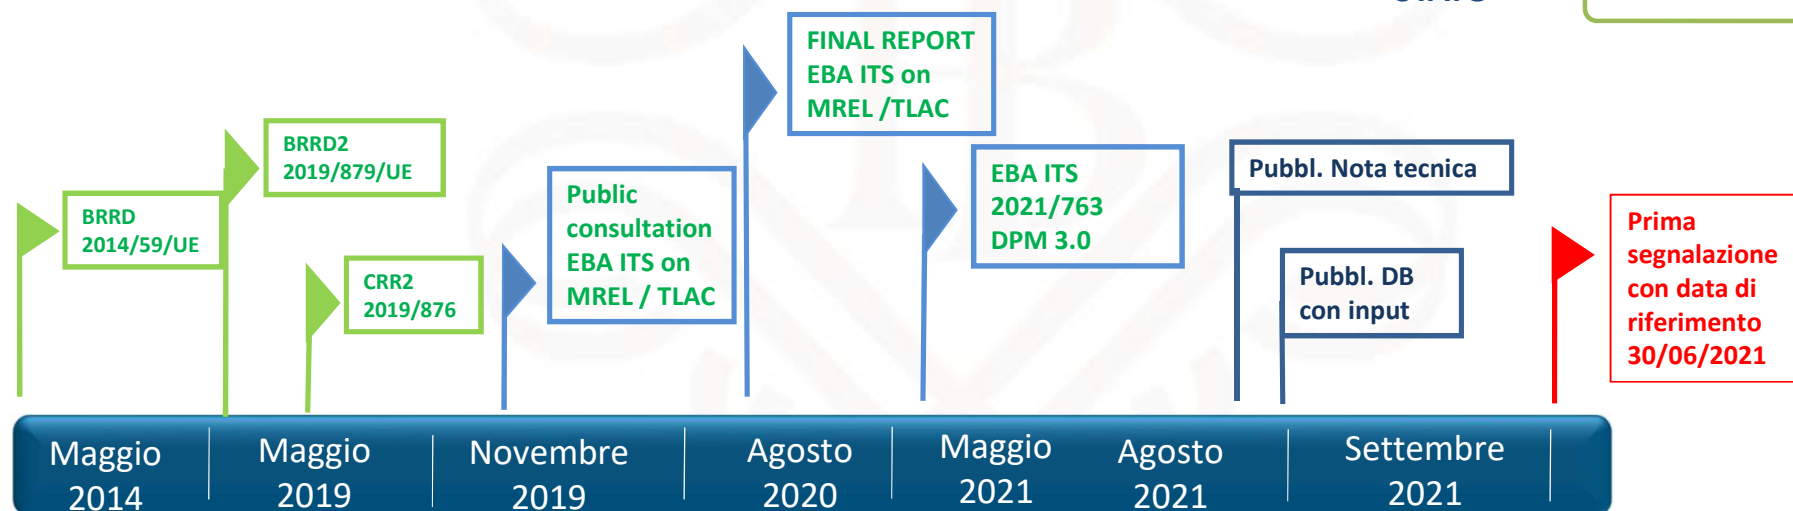 FINAL REPORT
EBA ITS on
MREL /TLAC
BRRD2
2019/879/UE
BRRD
2014/59/UE
CRR2
2019/876
Public
consultation
EBA ITS on
MREL / TLAC
EBA ITS
2021/763
DPM 3.0
Pubbl. Nota tecnica
Pubbl. DB
con input
Prima
segnalazione
con data di
riferimento
30/06/2021
Maggio
2014
Maggio
2019
Novembre
2019
Agosto
2020
Maggio
2021
Agosto
2021
Settembre
2021